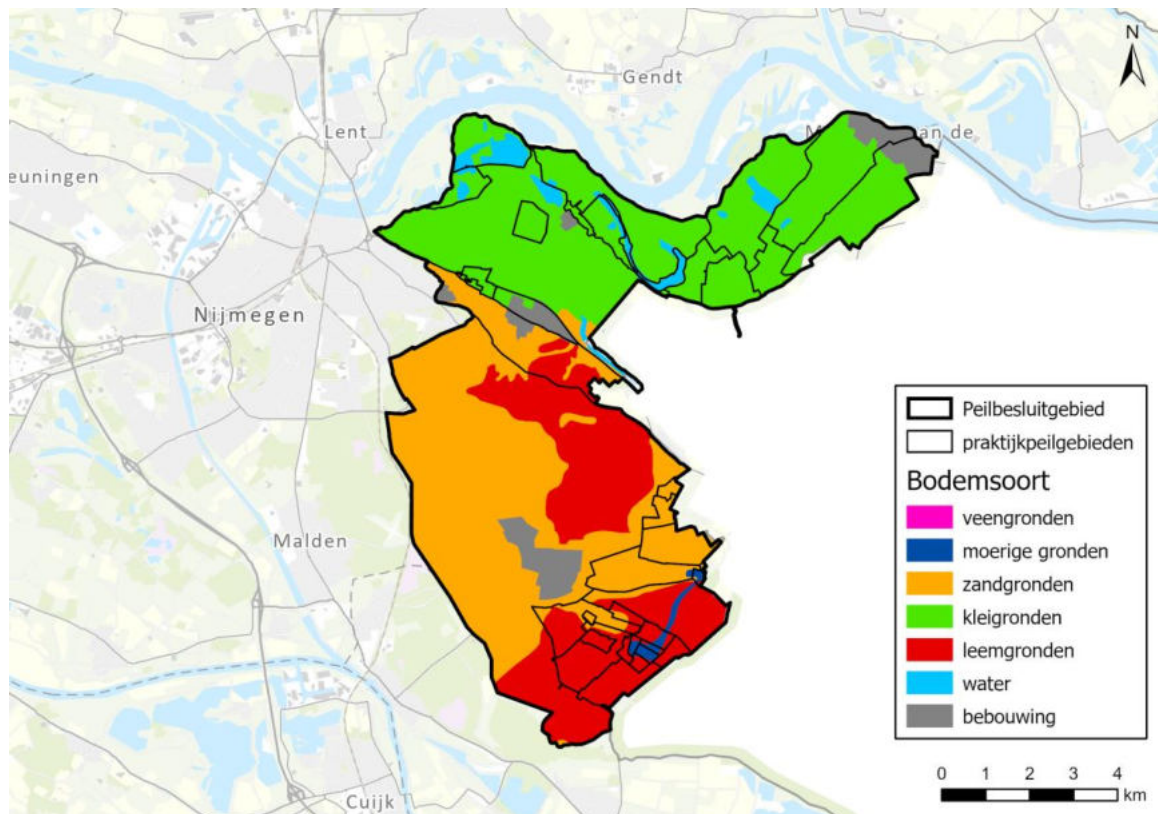 N
Gendt
Lent
euningen
Nijmegen
Malden
Cuijk
Peilbesluitgebied
praktijkpeilgebieden
Bodemsoort
veengronden
moerige gronden
zandgronden
kleigronden
leemgronden
water
bebouwing
0 1 2 3 4
km